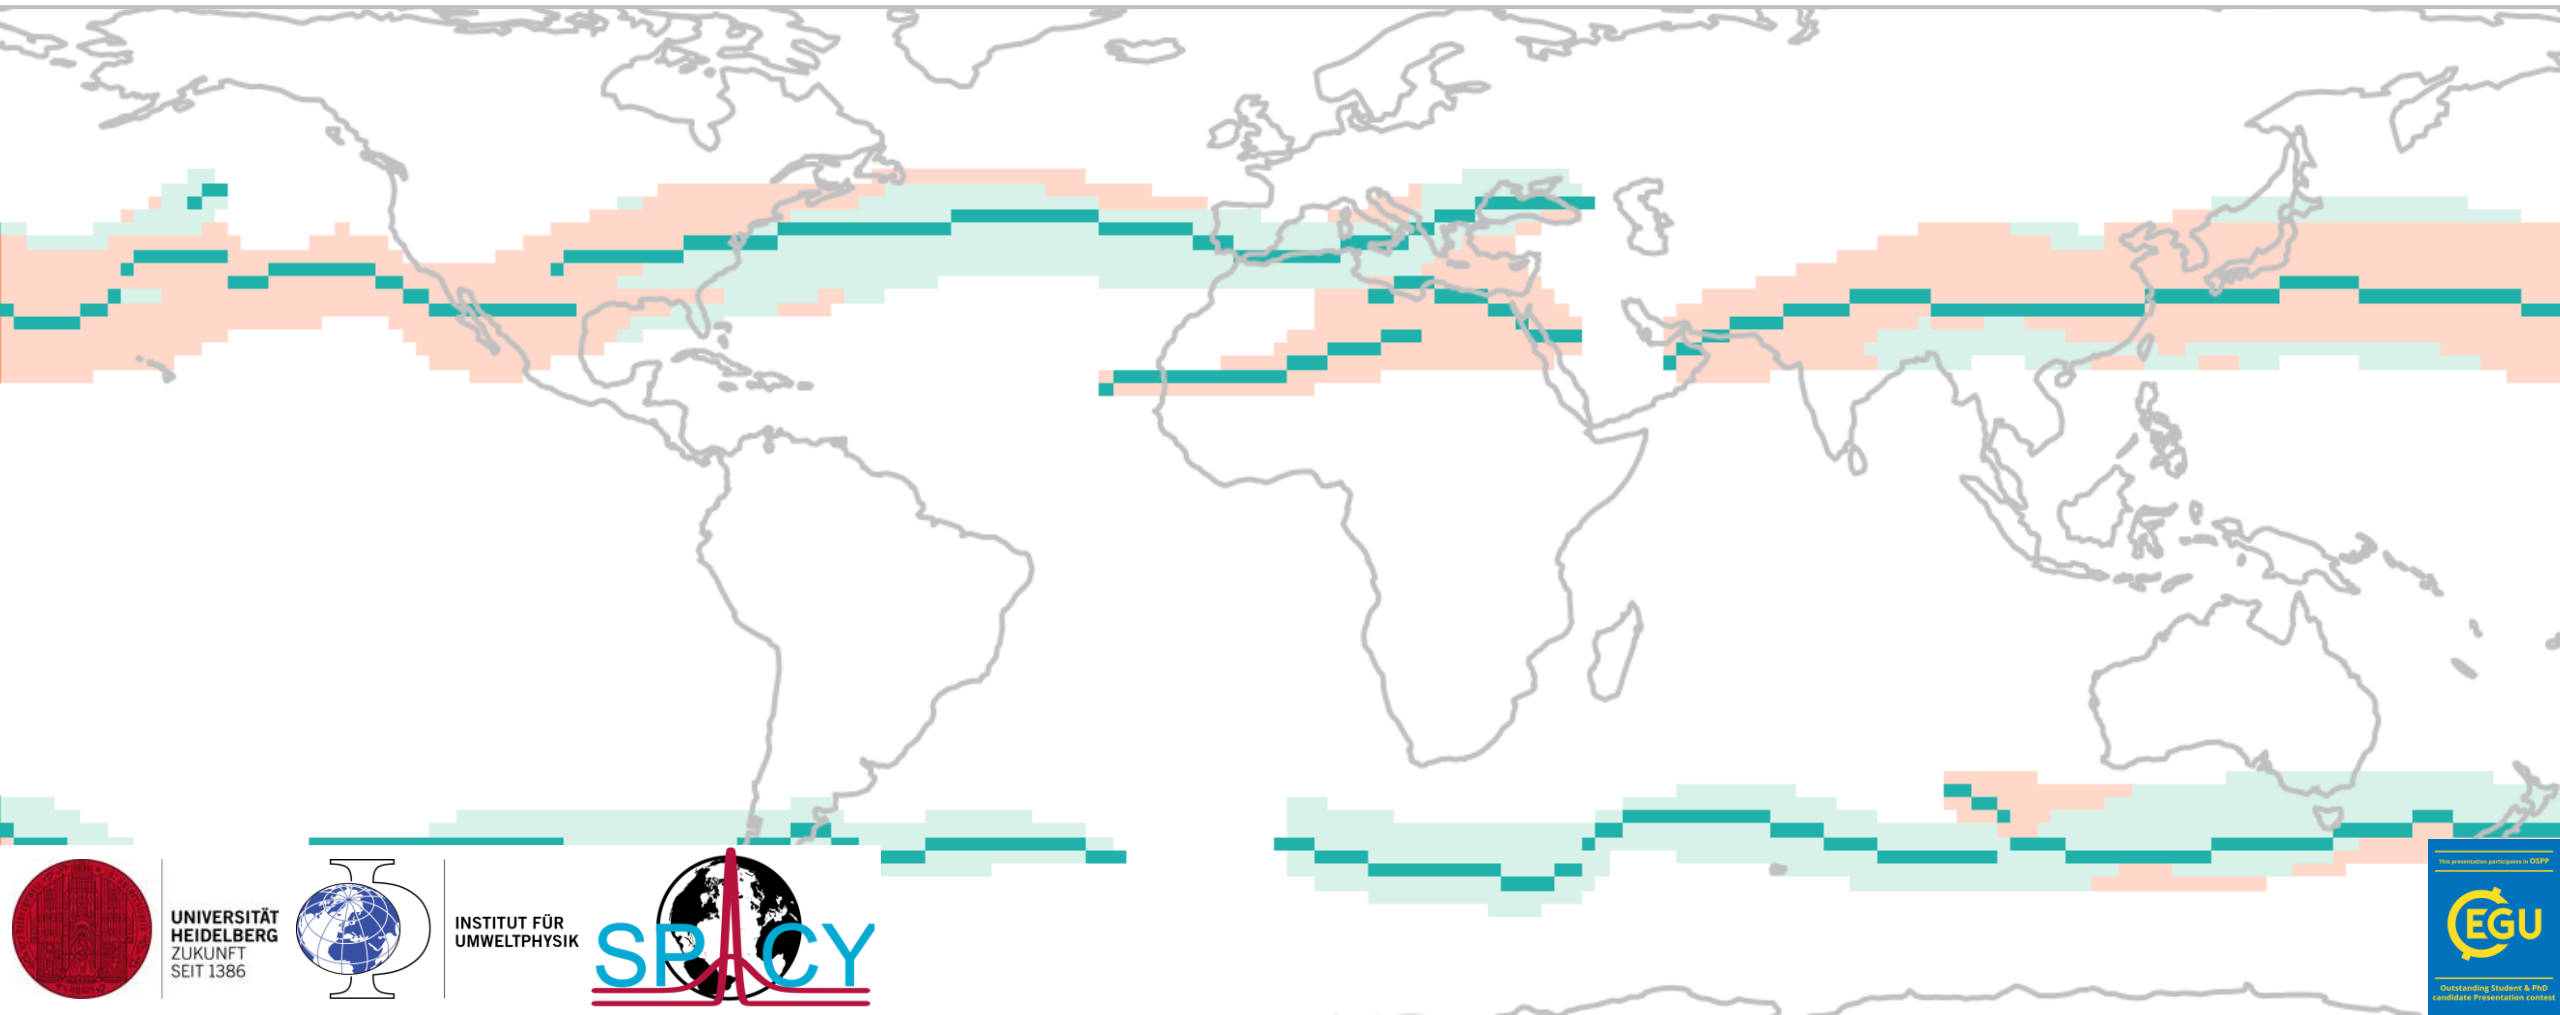 UNIVERSITÄT
HEIDELBERG
ZUKUNFT
SEIT 1386
INSTITUT FÜR
UMWELTPHYSIK
SPACY
This presentation participates in OSPP
EGU
Outstanding Student & PhD
candidate Presentation contest